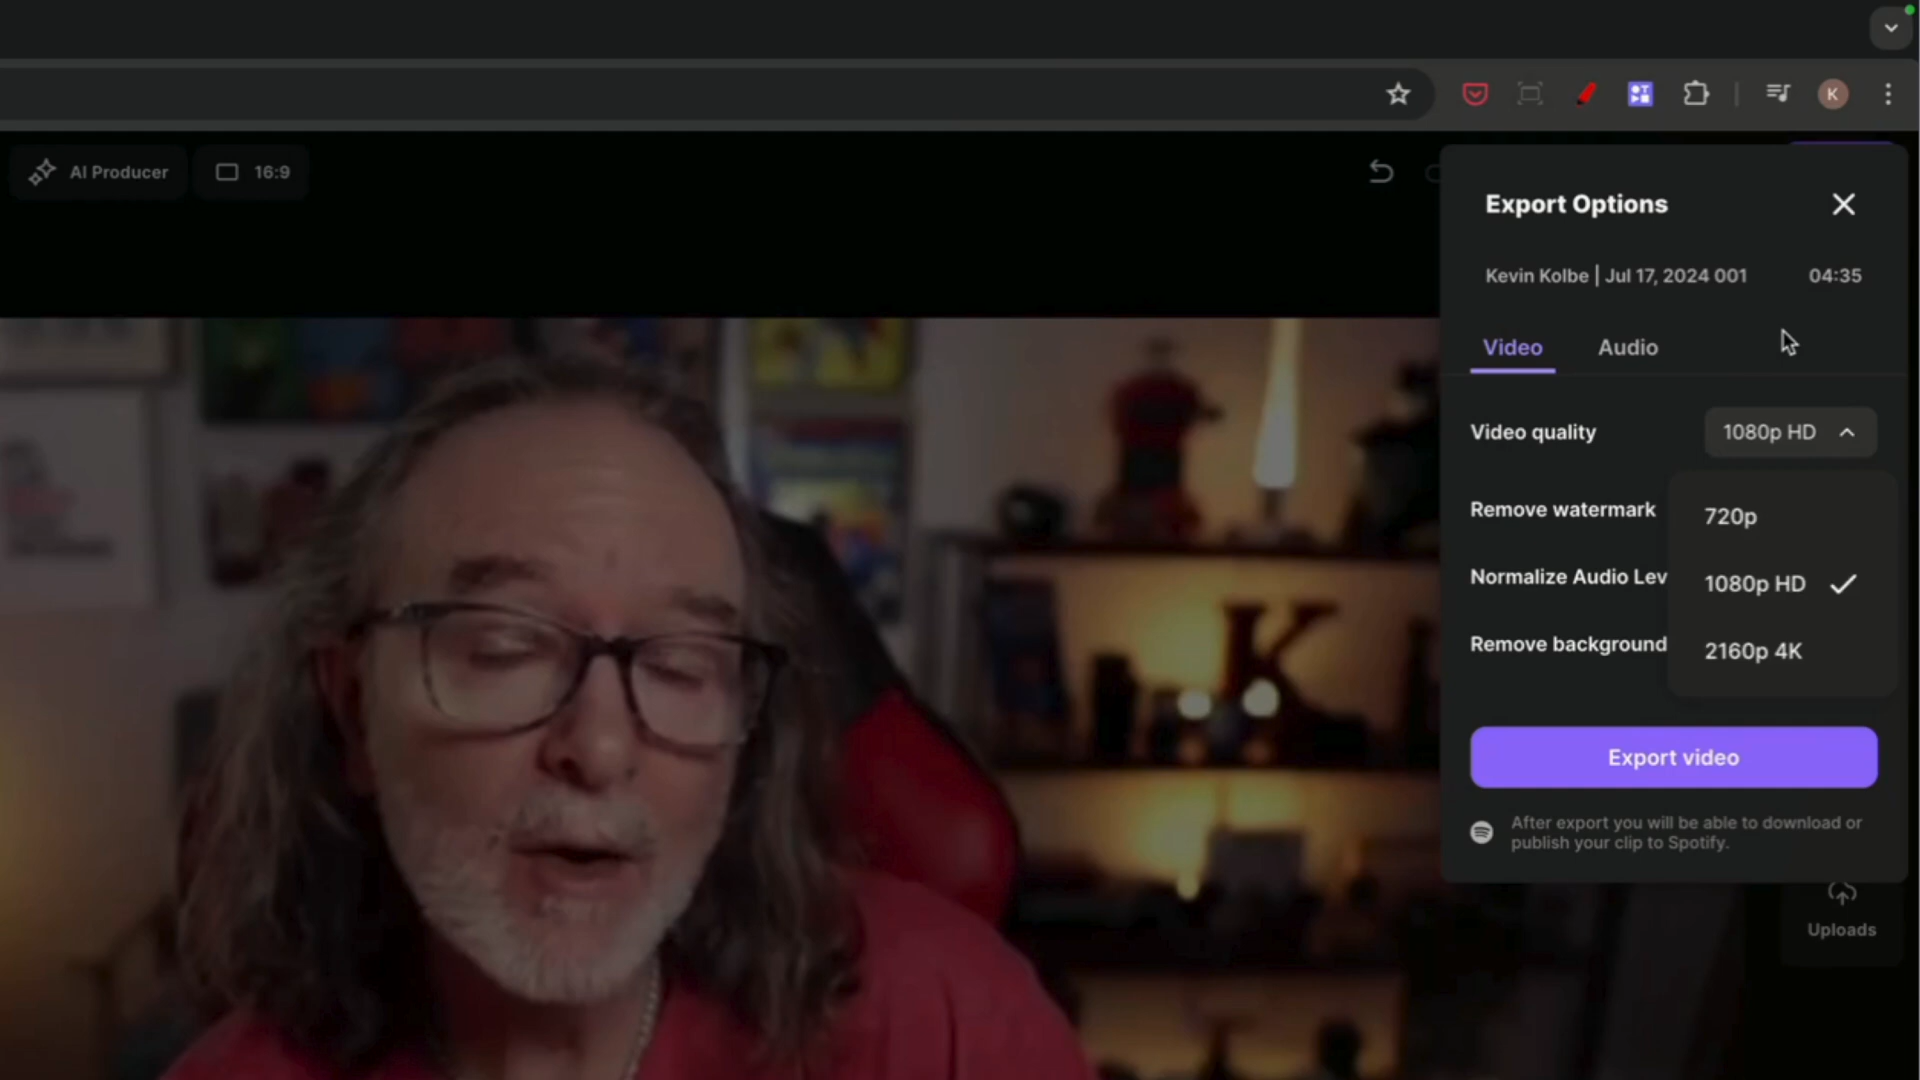 K
AI Producer
16:9
Export Options
Kevin Kolbe | Jul 17, 2024 001
04:35
Video
Audio
Video quality
1080p HD
Remove watermark
720p
Normalize Audio Lev
1080p HD
Remove background
2160p 4K
K
Export video
After export you will be able to download or
publish your clip to Spotify.
Uploads